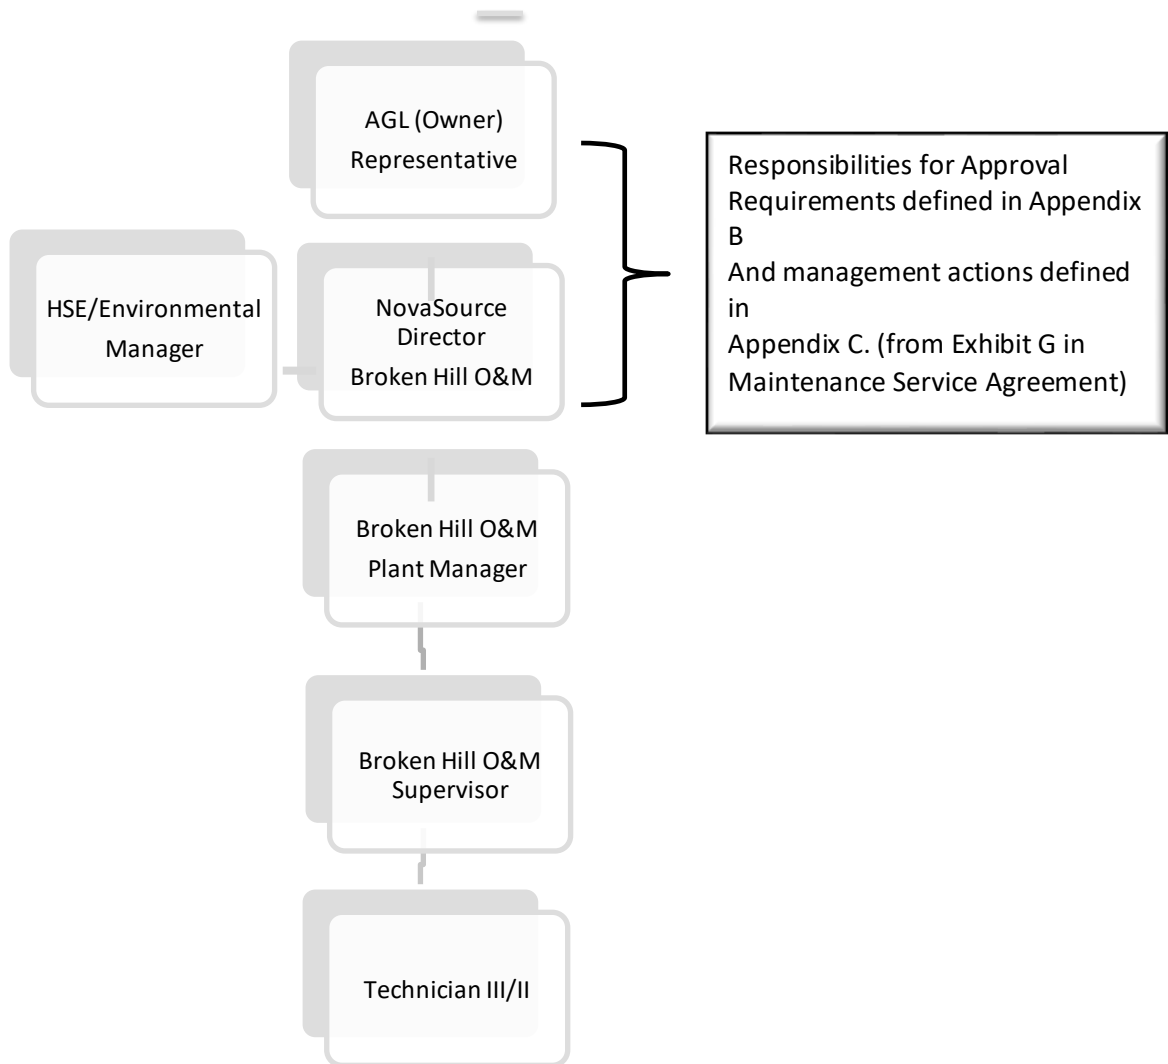 AGL (Owner)
Representative
Responsibilities for Approval
Requirements defined in Appendix
B
And management actions defined
in
Appendix C. (from Exhibit G in
Maintenance Service Agreement)
HSE/Environmental
Manager
NovaSource
Director
Broken Hill O&M
Broken Hill O&M
Plant Manager
Broken Hill O&M
Supervisor
Technician III/II